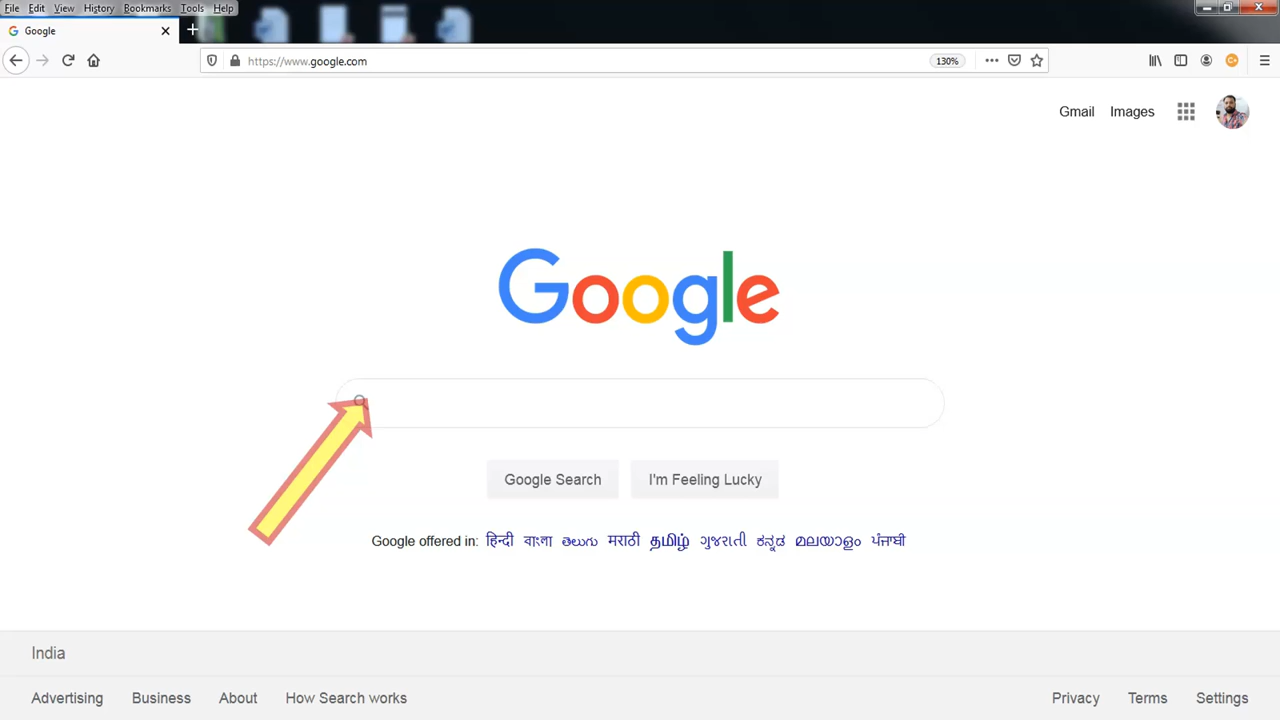 File Edit View History Bookmarks Tools Help
Google
https://www.google.com 130%
Gmail Images
Google
Google Search I'm Feeling Lucky
Google offered in: हिन्दी বাংলা తెలుగు मराठी தமிழ் ગુજરાતી ಕನ್ನಡ മലയാളം ਪੰਜਾਬੀ
India
Advertising Business About How Search works Privacy Terms Settings